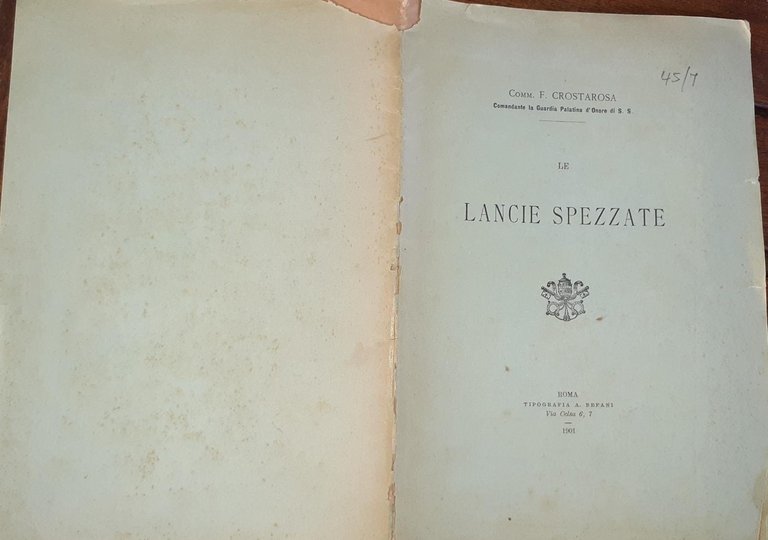 45/7
Comm. F. CROSTAROSA
Comandante la Guardia Palatina d'Onore di S. S.
LE
LANCIE SPEZZATE
ROMA
TIPOGRAFIA A. BEFANI
Via Celsa 6, 7
1901